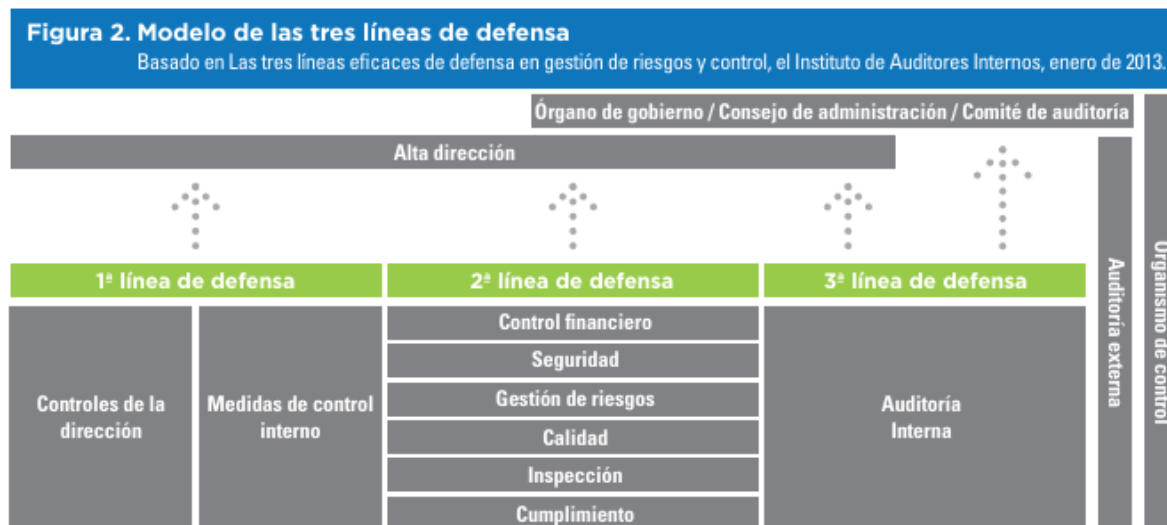 Figura 2. Modelo de las tres líneas de defensa
Basado en Las tres líneas eficaces de defensa en gestión de riesgos y control, el Instituto de Auditores Internos, enero de 2013.
Órgano de gobierno / Consejo de administración / Comité de auditoría
Alta dirección
1ª línea de defensa
2ª línea de defensa
3ª línea de defensa
Controles de la
dirección
Medidas de control
interno
Control financiero
Seguridad
Gestión de riesgos
Calidad
Inspección
Cumplimiento
Auditoría
Interna
Auditoría externa
Organismo de control